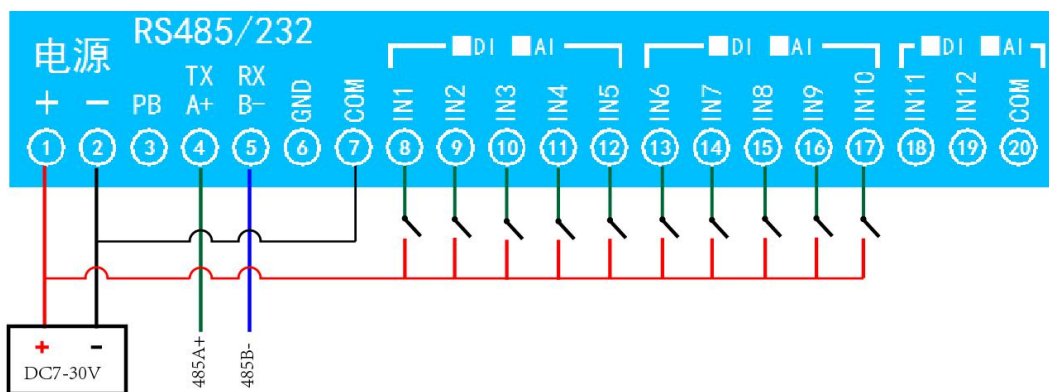 RS485/232
电源
+ - PB TX A+ RX B- GND COM IN1 IN2 IN3 IN4 IN5 IN6 IN7 IN8 IN9 IN10 IN11 IN12 COM
DI AI DI AI DI AI
1 2 3 4 5 6 7 8 9 10 11 12 13 14 15 16 17 18 19 20
+ -
DC7-30V
485A+
485B-